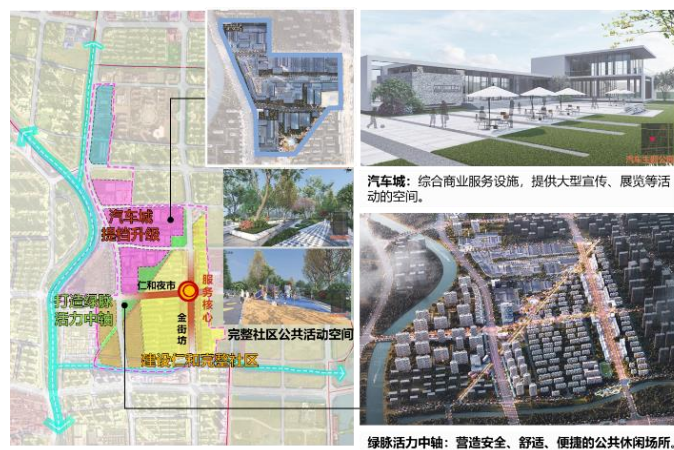 汽车城
提档升级
仁和夜市
服务核心
打造绿脉
活力中轴
金街坊
完整社区公共活动空间
建设仁和完整社区
汽车城：综合商业服务设施，提供大型宣传、展览等活
动的空间。
绿脉活力中轴：营造安全、舒适、便捷的公共休闲场所。